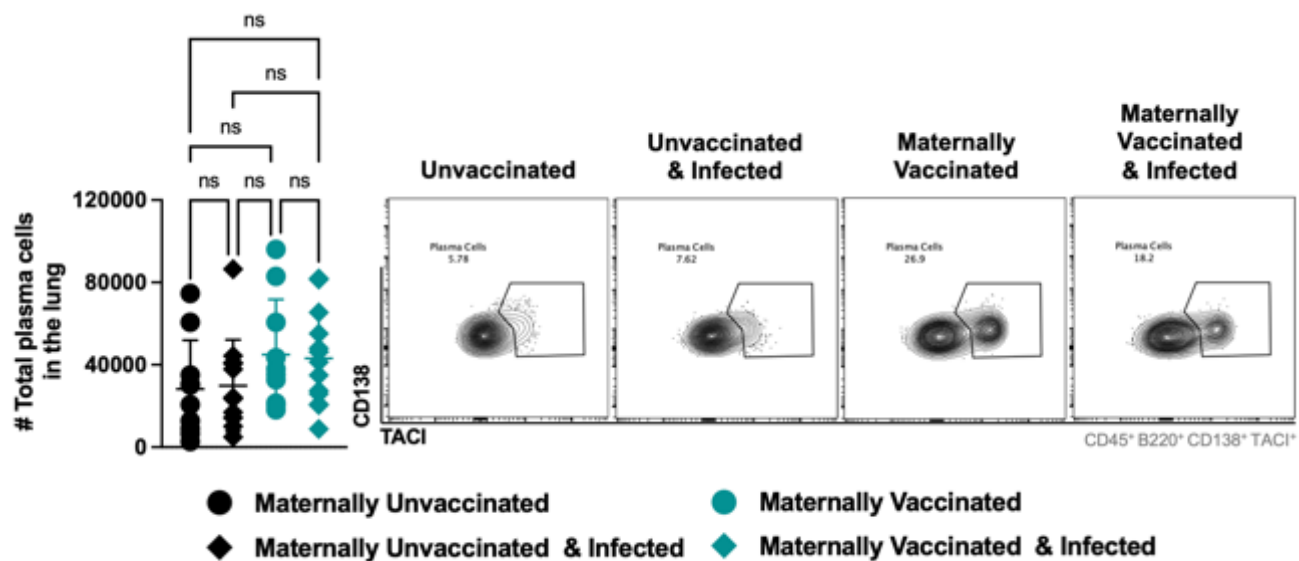 ns
ns
ns
ns ns ns
# Total plasma cells
in the lung
120000
80000
40000
0
Unvaccinated
Unvaccinated
& Infected
Maternally
Vaccinated
Maternally
Vaccinated
& Infected
Plasma Cells
5.78
Plasma Cells
7.62
Plasma Cells
26.9
Plasma Cells
18.2
CD138
TACI
CD45⁺ B220⁺ CD138⁺ TACI⁺
Maternally Unvaccinated
Maternally Vaccinated
Maternally Unvaccinated & Infected
Maternally Vaccinated & Infected